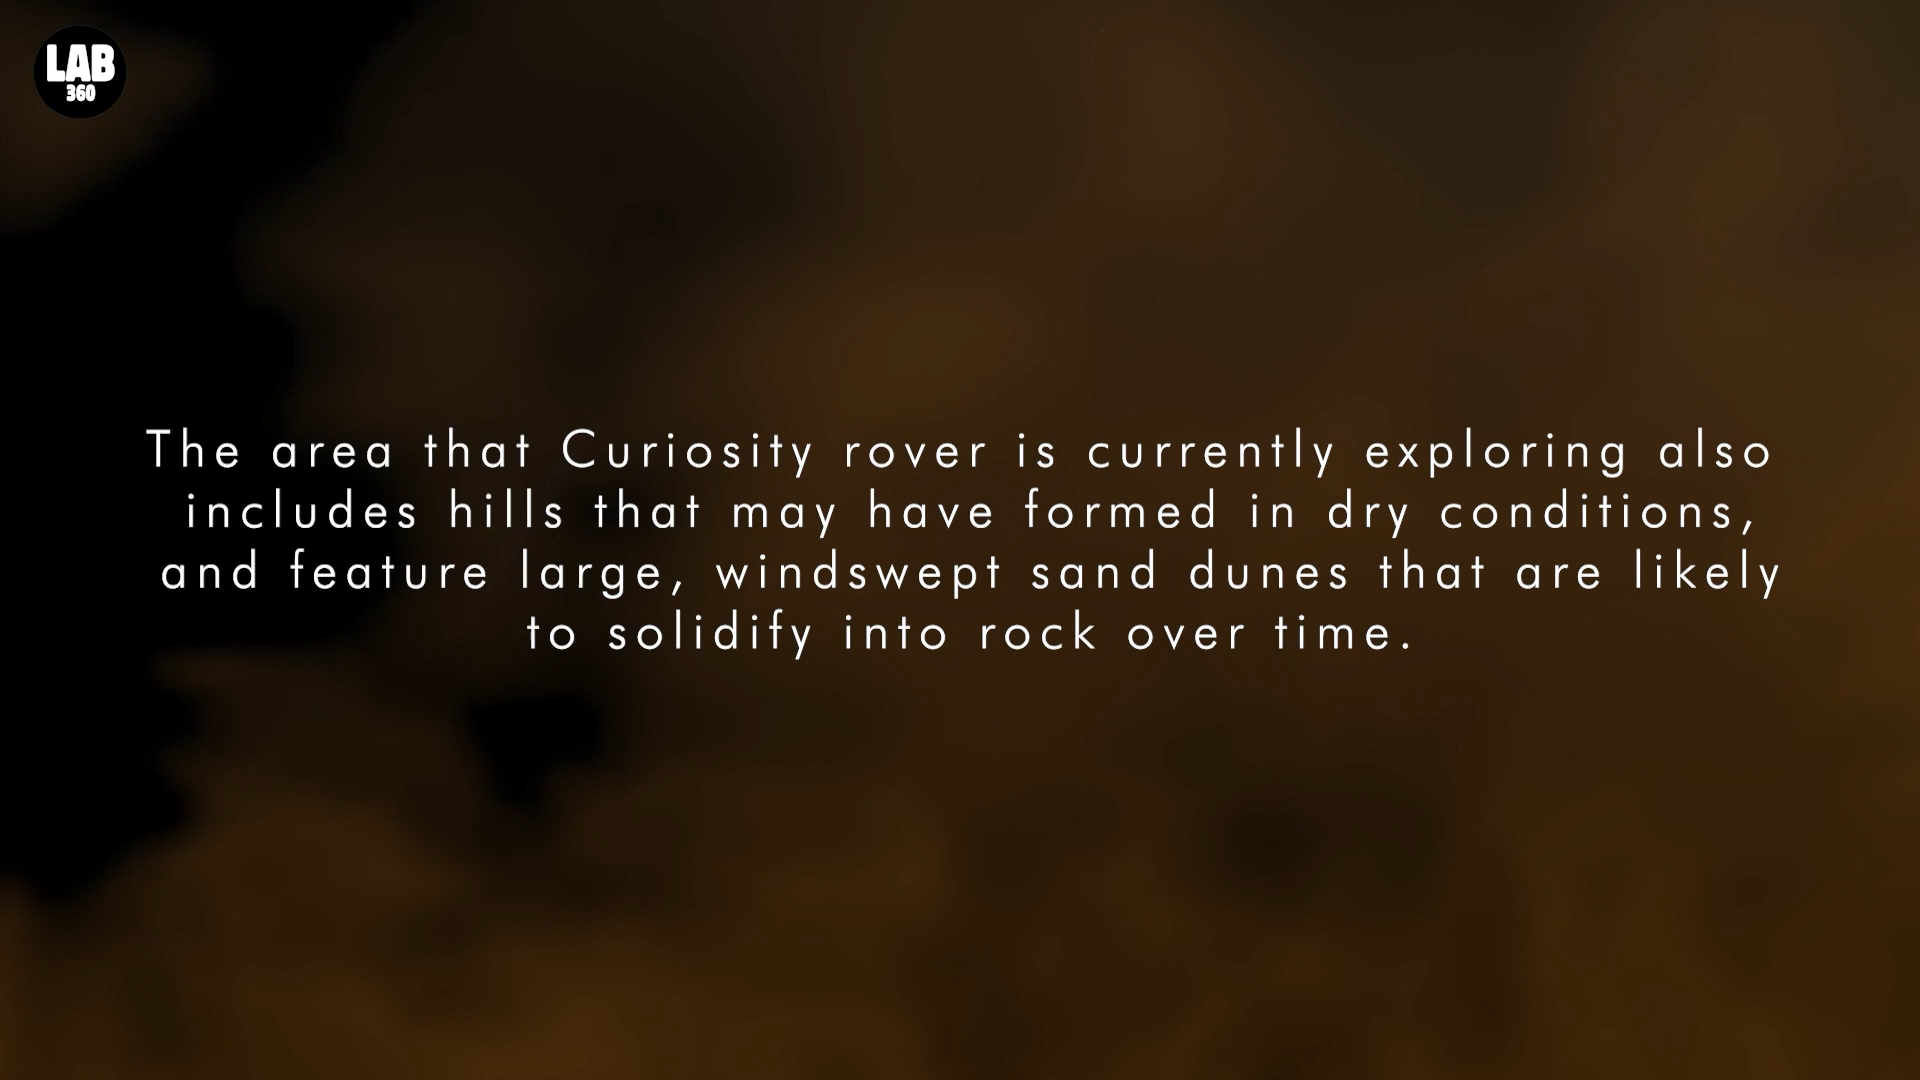 LAB
360
The area that Curiosity rover is currently exploring also
includes hills that may have formed in dry conditions,
and feature large, windswept sand dunes that are likely
to solidify into rock over time.